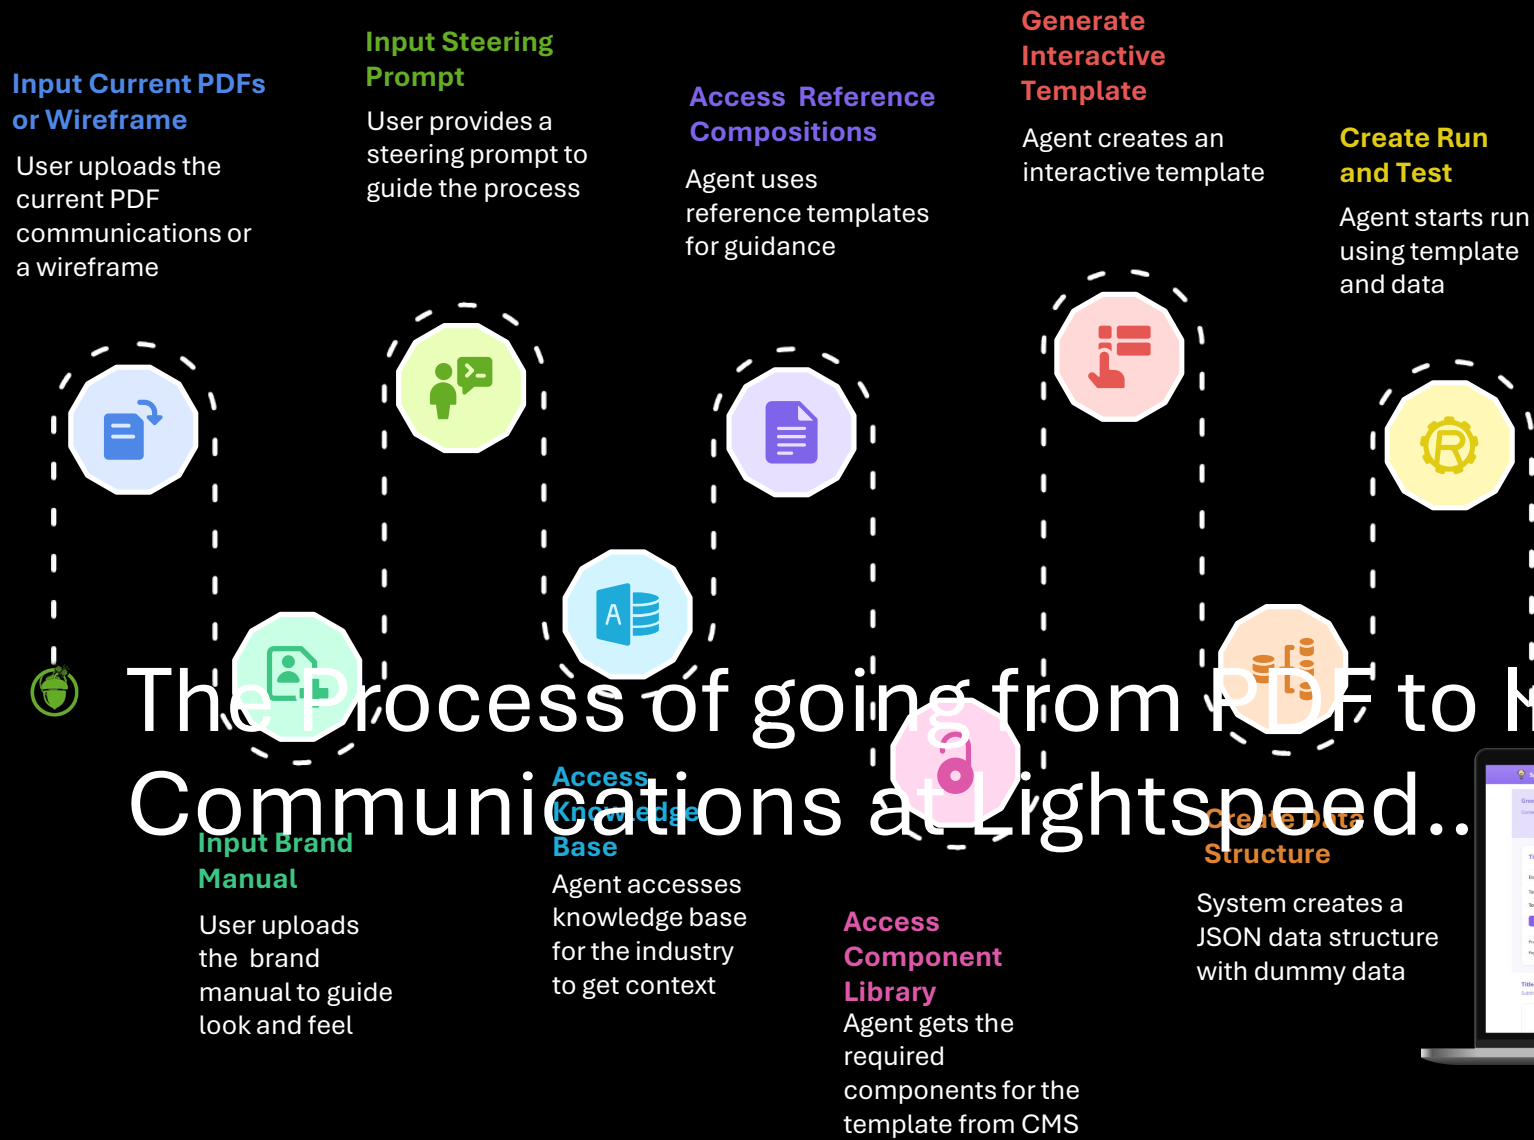 Input Current PDFs
or Wireframe
User uploads the
current PDF
communications or
a wireframe
Input Steering
Prompt
User provides a
steering prompt to
guide the process
Access Reference
Compositions
Agent uses
reference templates
for guidance
Generate
Interactive
Template
Agent creates an
interactive template
Create Run
and Test
Agent starts run
using template
and data
R
A
The Process of going from PDF to
Communications at Lightspeed..
Input Brand
Manual
User uploads
the brand
manual to guide
look and feel
Access
Knowledge
Base
Agent accesses
knowledge base
for the industry
to get context
Access
Component
Library
Agent gets the
required
components for the
template from CMS
Create Data
Structure
System creates a
JSON data structure
with dummy data
Title